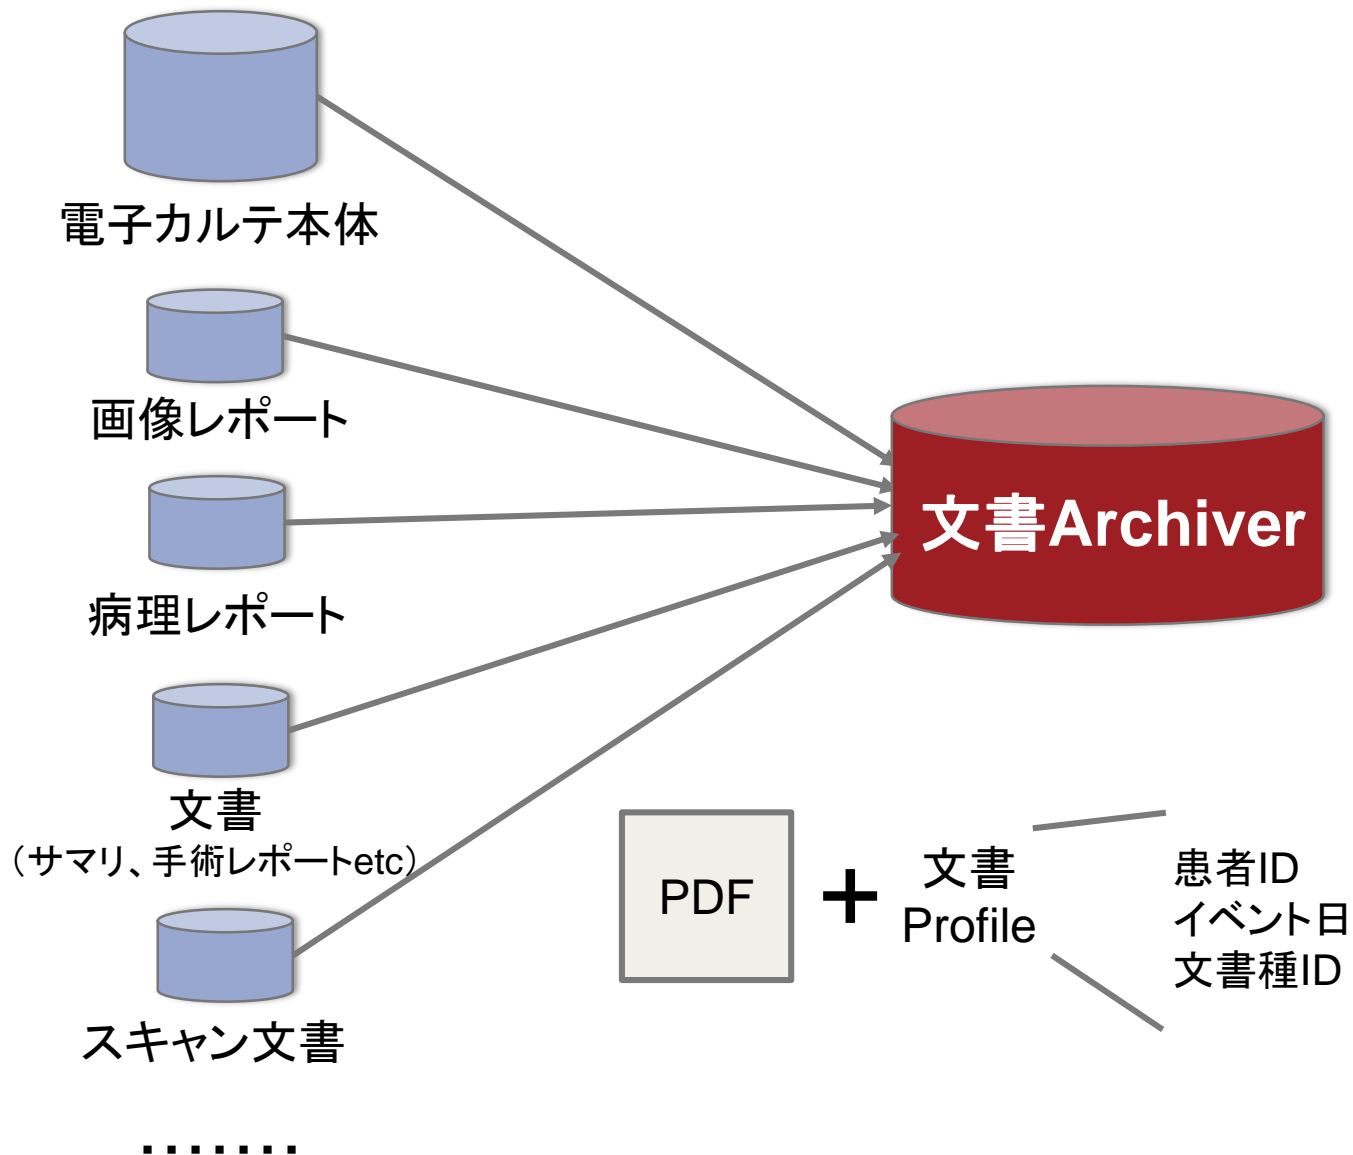 電子カルテ本体
画像レポート
病理レポート
文書
（サマリ、手術レポートetc）
スキャン文書
.......
文書Archiver
PDF
+
文書
Profile
患者ID
イベント日
文書種ID